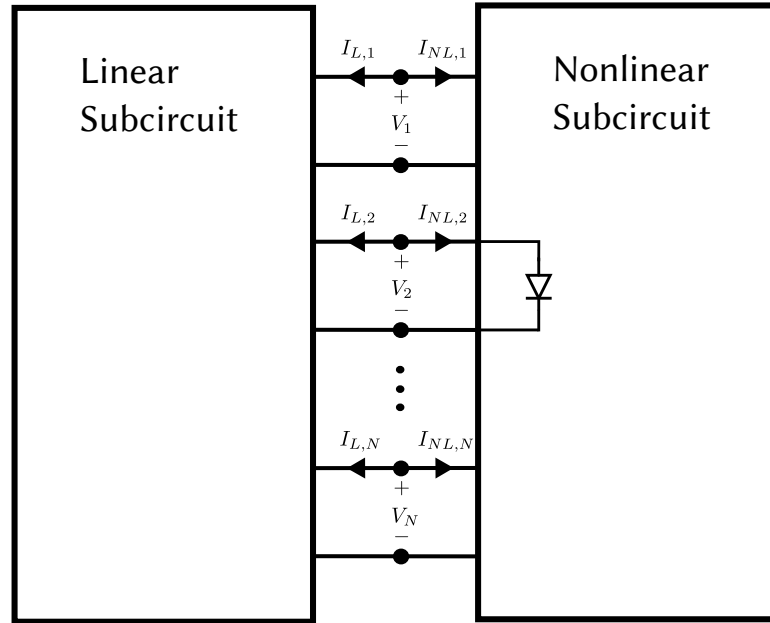 Linear
Subcircuit
Nonlinear
Subcircuit
I_{L,1} I_{NL,1}
+
V_1
−
I_{L,2} I_{NL,2}
+
V_2
−
I_{L,N} I_{NL,N}
+
V_N
−